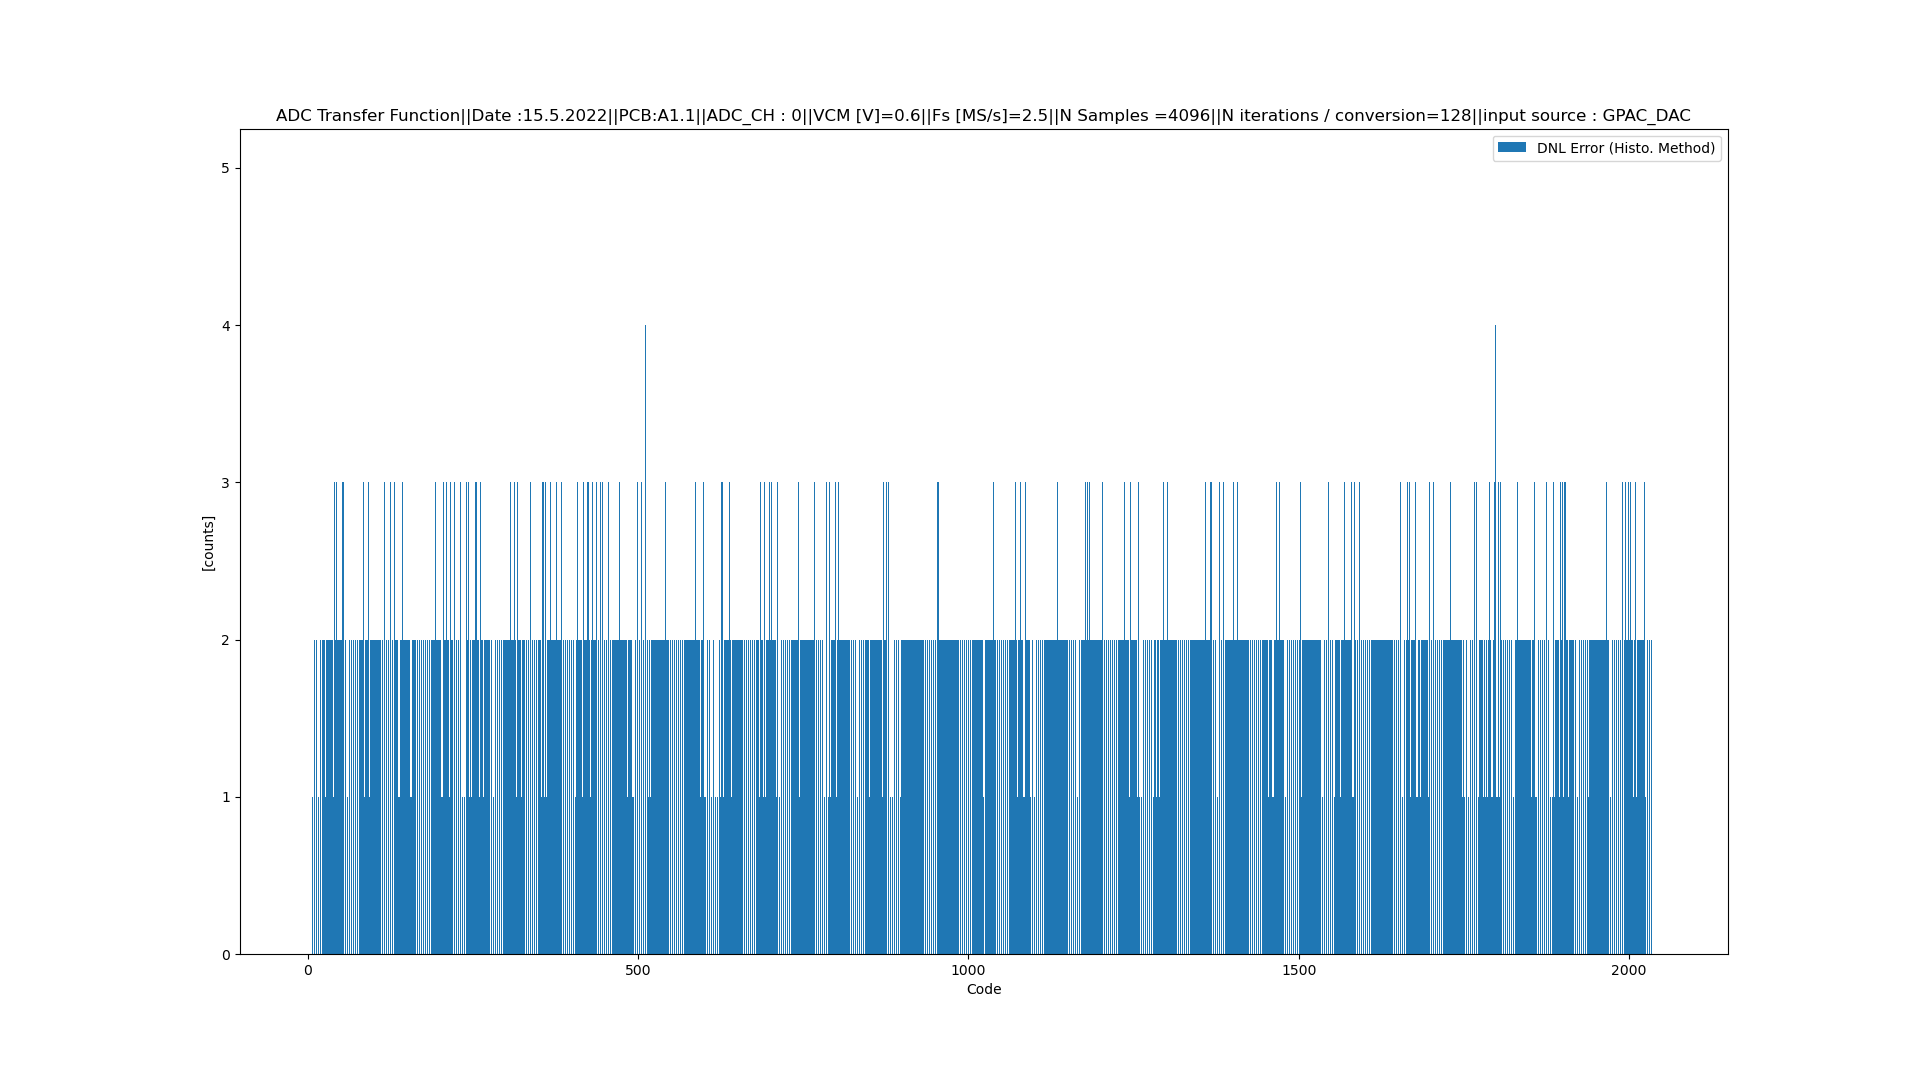 ADC Transfer Function||Date :15.5.2022||PCB:A1.1||ADC_CH : 0||VCM [V]=0.6||Fs [MS/s]=2.5||N Samples =4096||N iterations / conversion=128||input source : GPAC_DAC
DNL Error (Histo. Method)
5
4
3
2
1
0
[counts]
0 500 1000 1500 2000
Code